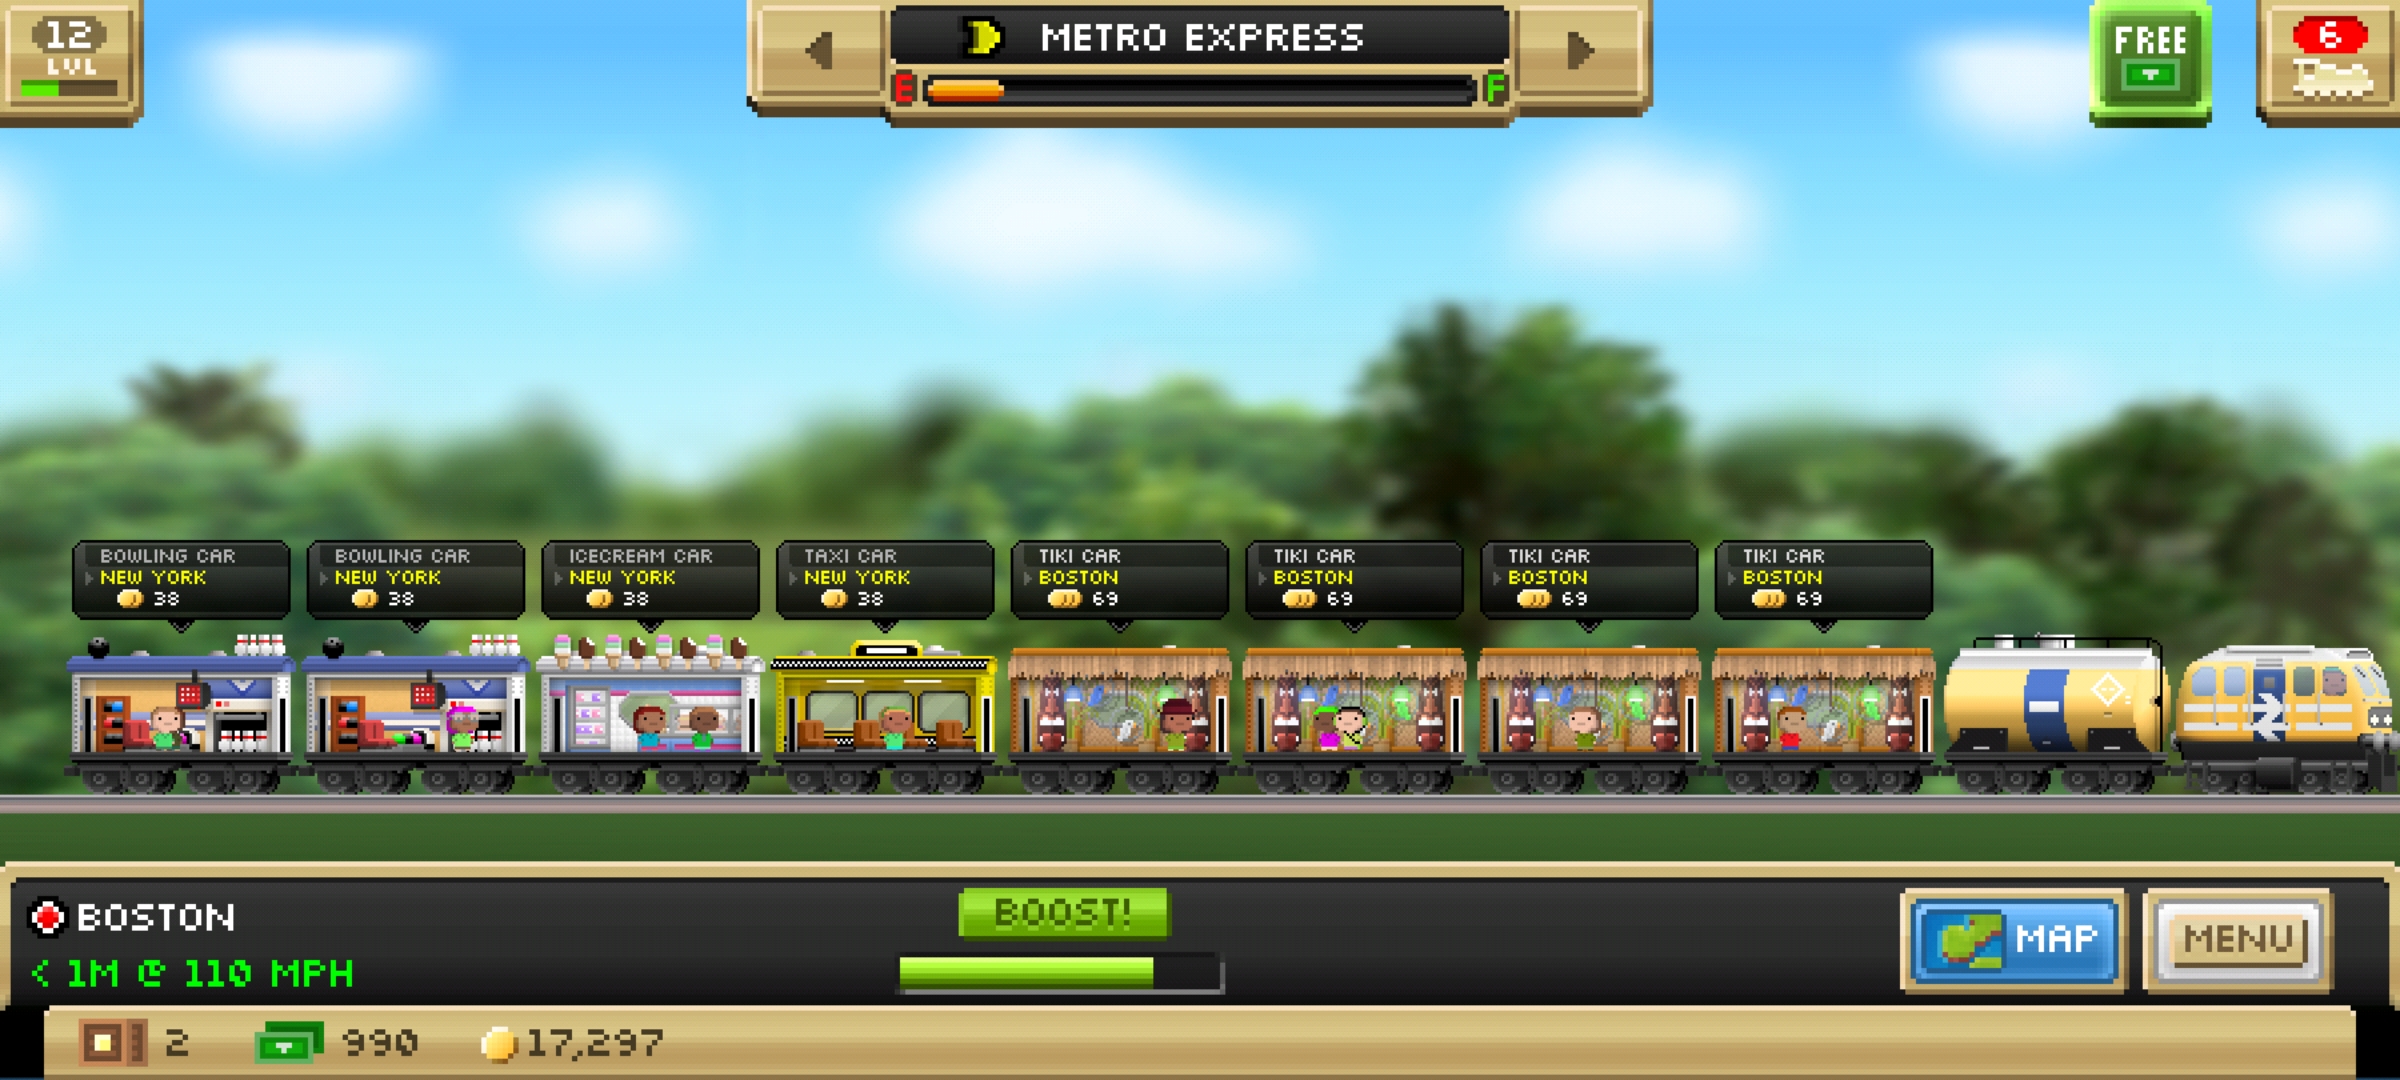 12
LVL
METRO EXPRESS
E
F
FREE
6
BOWLING CAR
NEW YORK
38
BOWLING CAR
NEW YORK
38
ICECREAM CAR
NEW YORK
38
TAXI CAR
NEW YORK
38
TIKI CAR
BOSTON
69
TIKI CAR
BOSTON
69
TIKI CAR
BOSTON
69
TIKI CAR
BOSTON
69
BOSTON
< 1M @ 110 MPH
BOOST!
MAP
MENU
2
990
17,297